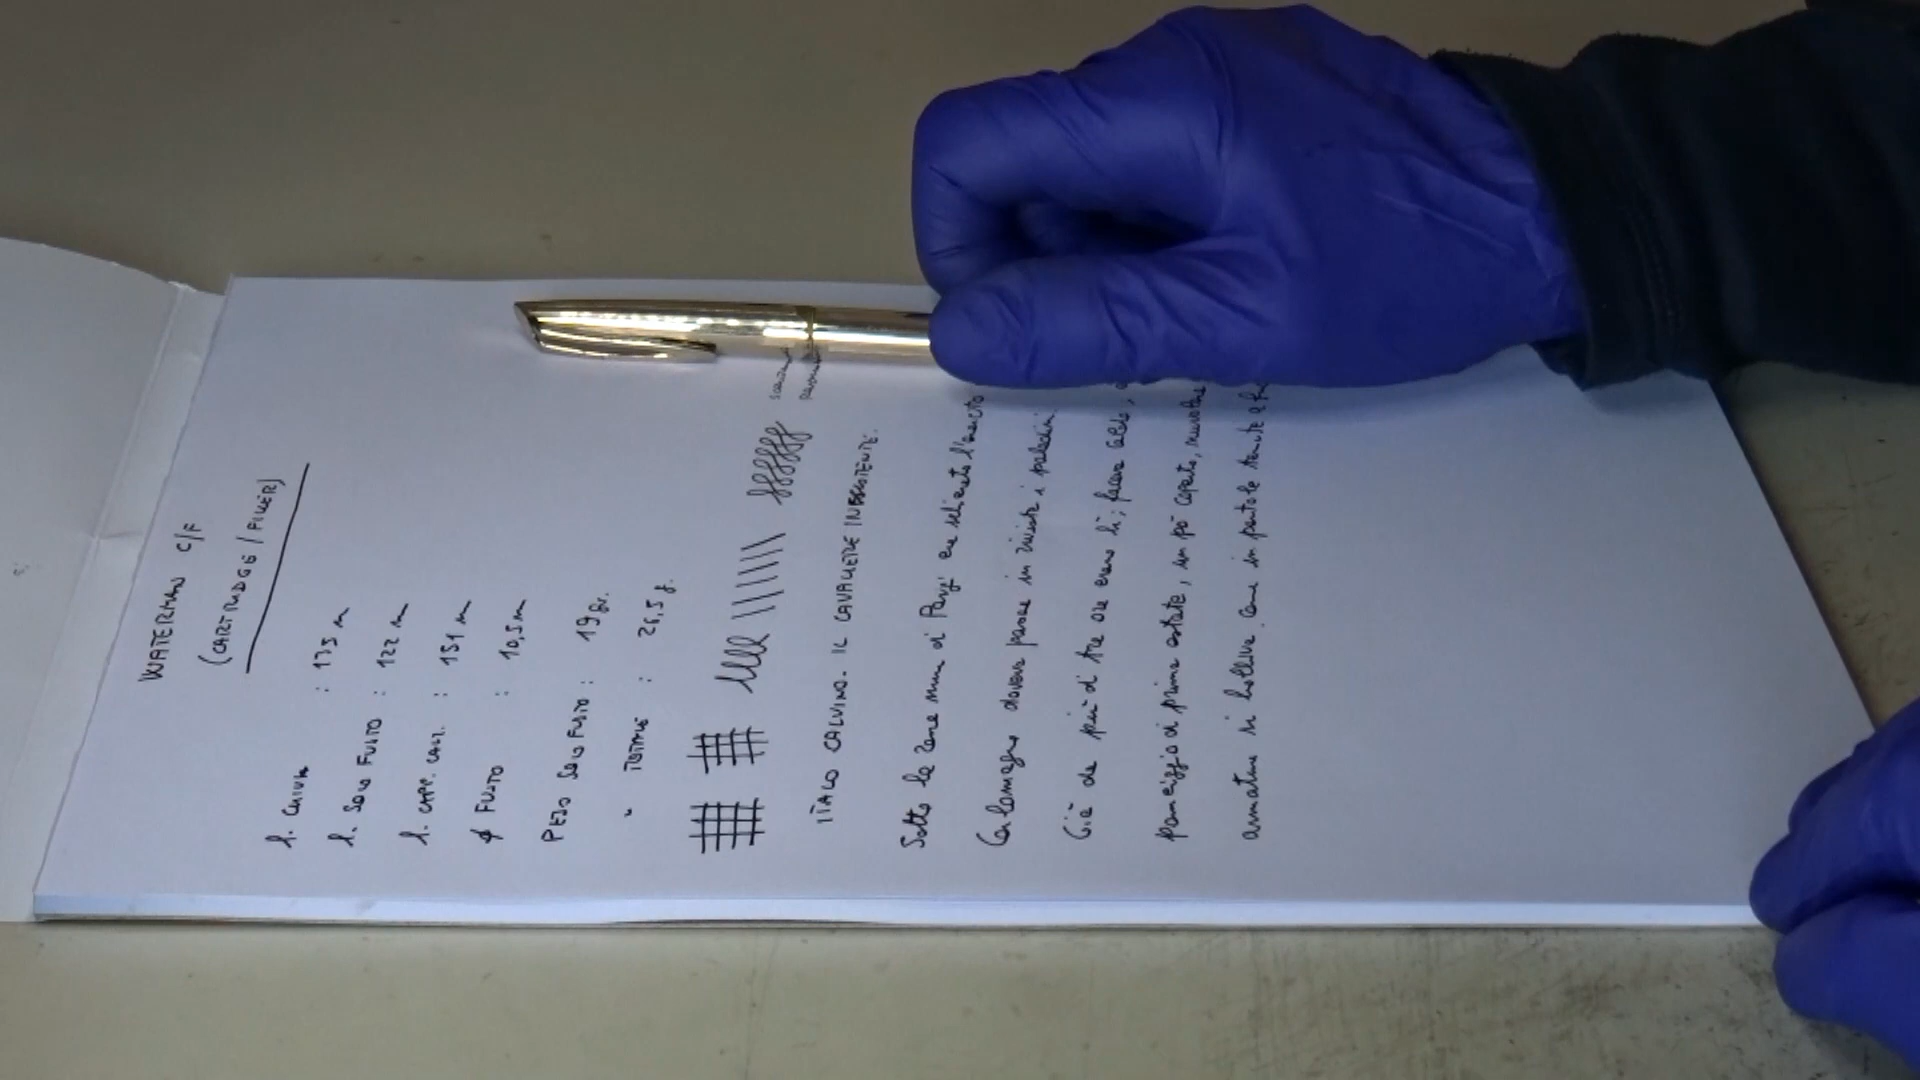 WATERMAN C/F
(CARTRIDGE / FILLER)
l. CHIUSA : 135 m
l. SOLO FUSTO : 122 m
l. CAPP. CALZ. : 151 m
ϕ FUSTO : 10,5 m
PESO SOLO FUSTO : 19 gr.
" TOTALE : 26,5 g.
ITALO CALVINO. IL CAVALIERE INESISTENTE.
Sotto le rosse mura di Parigi era schierato l'esercito
Carlomagno doveva passare in rivista i paladini.
Già da più di tre ore erano lì; faceva caldo,
pomeriggio di prima estate, un po' coperto, nuvoloso
armature si bolliva come in pentole tenute a